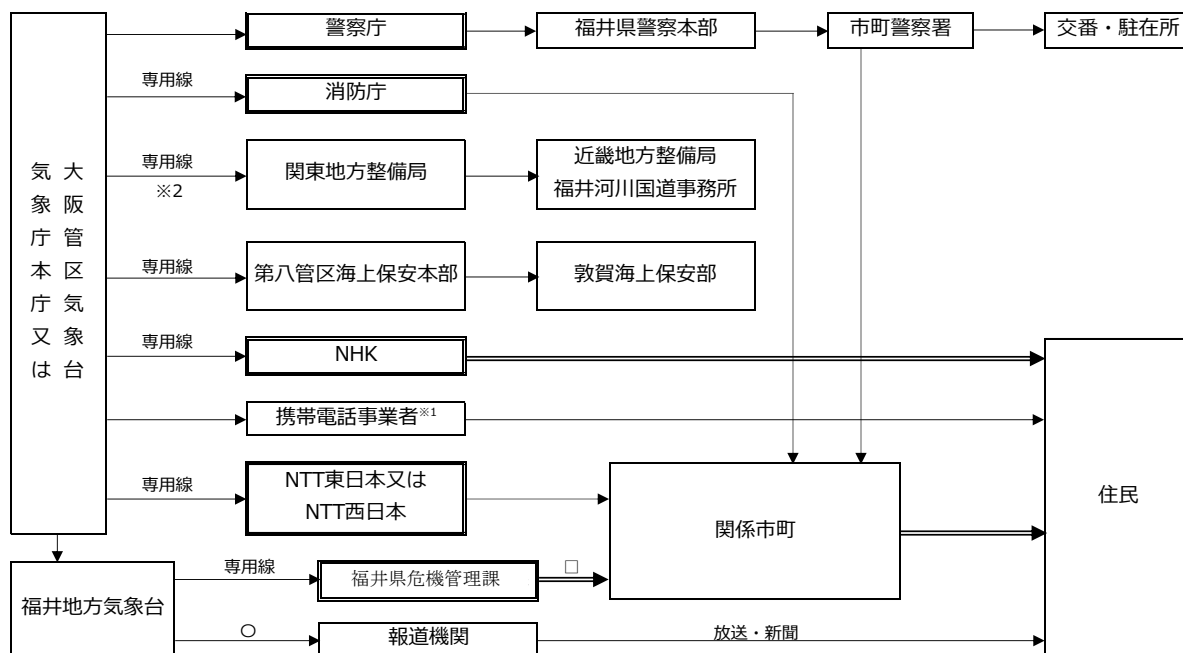 警察庁
福井県警察本部
市町警察署
交番・駐在所
専用線
消防庁
気象庁本庁又は
大阪管区気象台
専用線
※2
関東地方整備局
近畿地方整備局
福井河川国道事務所
専用線
第八管区海上保安本部
敦賀海上保安部
専用線
NHK
携帯電話事業者※1
専用線
NTT東日本又は
NTT西日本
関係市町
住民
福井地方気象台
専用線
福井県危機管理課
□
○
報道機関
放送・新聞